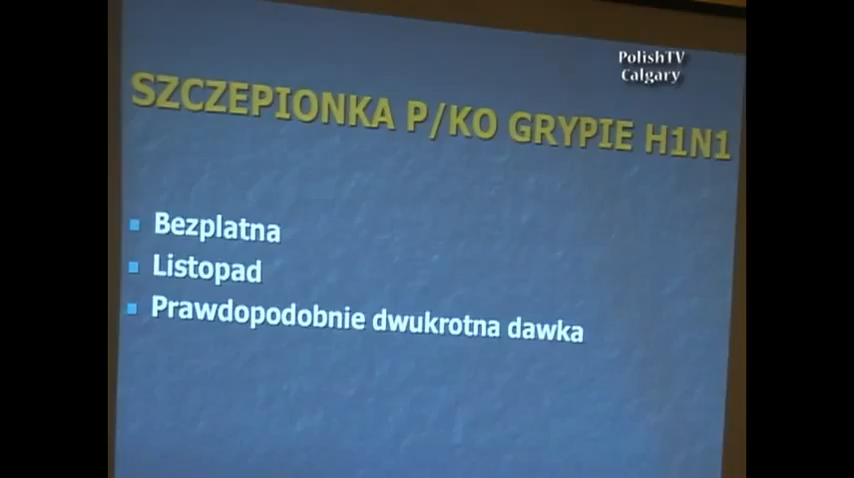 PolishTV
Calgary
SZCZEPIONKA P/KO GRYPIE H1N1
Bezplatna
Listopad
Prawdopodobnie dwukrotna dawka